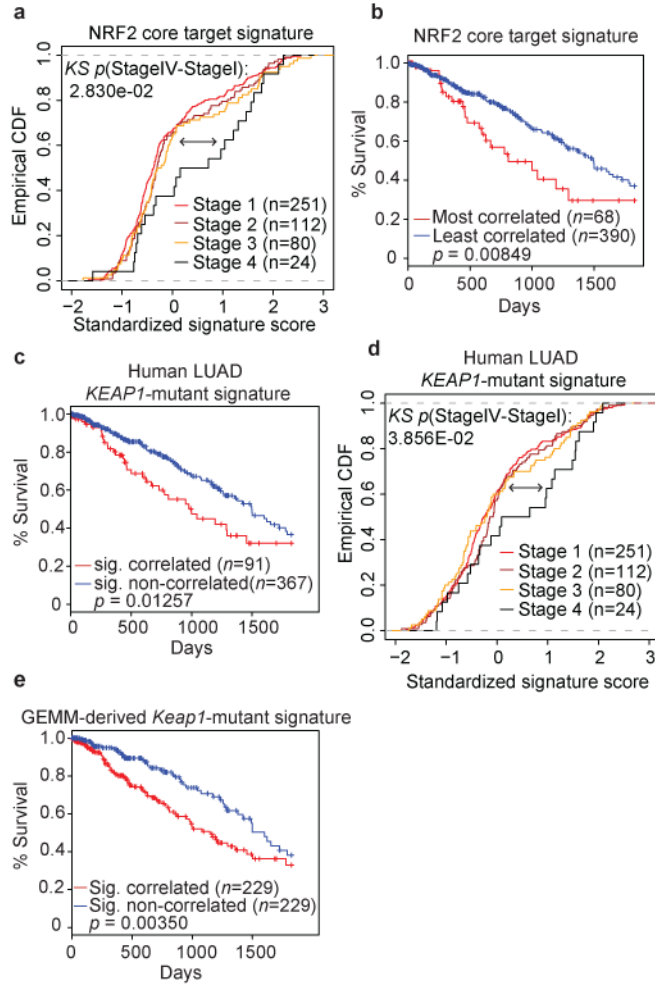 a
NRF2 core target signature
KS p(StageIV-StageI):
2.830e-02
Empirical CDF
1.0
0.8
0.6
0.4
0.2
0.0
Stage 1 (n=251)
Stage 2 (n=112)
Stage 3 (n=80)
Stage 4 (n=24)
−1 0 1 2 3
Standardized signature score
b
NRF2 core target signature
% Survival
1.0
0.8
0.6
0.4
0.2
0
Most correlated (n=68)
Least correlated (n=390)
p = 0.00849
0 500 1000 1500
Days
c
Human LUAD
KEAP1-mutant signature
% Survival
1.0
0.8
0.6
0.4
0.2
0
sig. correlated (n=91)
sig. non-correlated(n=367)
p = 0.01257
0 500 1000 1500
Days
d
Human LUAD
KEAP1-mutant signature
KS p(StageIV-StageI):
3.856E-02
Empirical CDF
1.0
0.8
0.6
0.4
0.2
0.0
Stage 1 (n=251)
Stage 2 (n=112)
Stage 3 (n=80)
Stage 4 (n=24)
−2 −1 0 1 2 3
Standardized signature score
e
GEMM-derived Keap1-mutant signature
% Survival
1.0
0.8
0.6
0.4
0.2
0
Sig. correlated (n=229)
Sig. non-correlated (n=229)
p = 0.00350
0 500 1000 1500
Days